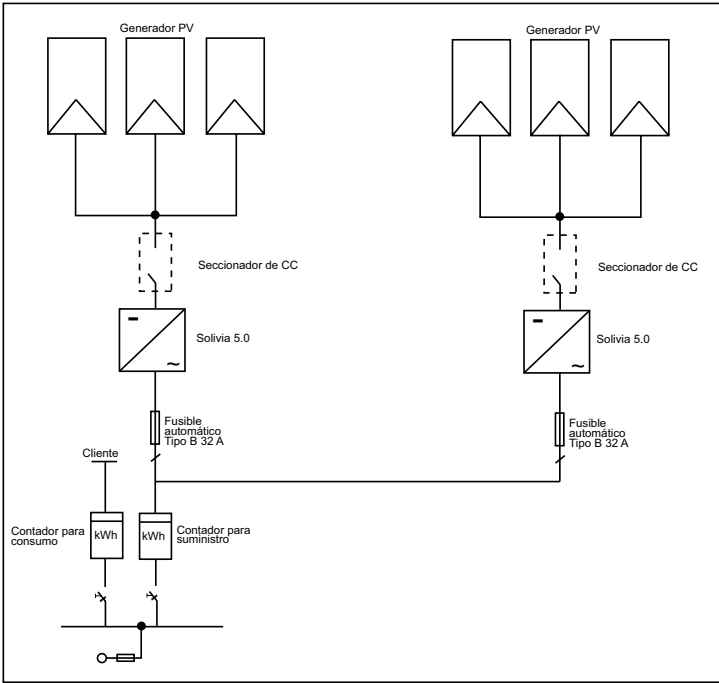 Generador PV
Generador PV
Seccionador de CC
Seccionador de CC
Solivia 5.0
Solivia 5.0
Fusible
automático
Tipo B 32 A
Fusible
automático
Tipo B 32 A
Cliente
Contador para
consumo
kWh
kWh
Contador para
suministro